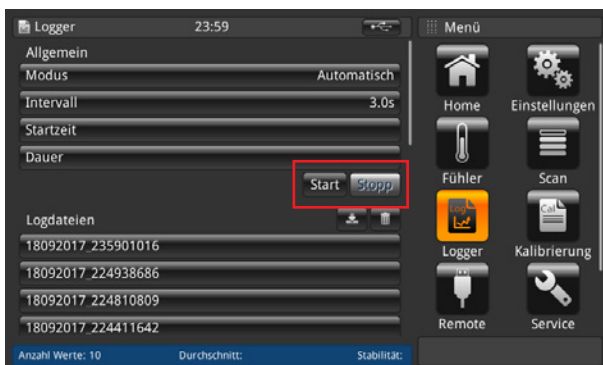 Logger 23:59
Allgemein
Modus Automatisch
Intervall 3.0s
Startzeit
Dauer
Start Stopp
Logdateien
18092017_235901016
18092017_224938686
18092017_224810809
18092017_224411642
Anzahl Werte: 10 Durchschnitt: Stabilität:
Menü
Home Einstellungen
Fühler Scan
Log Cal
Logger Kalibrierung
Remote Service